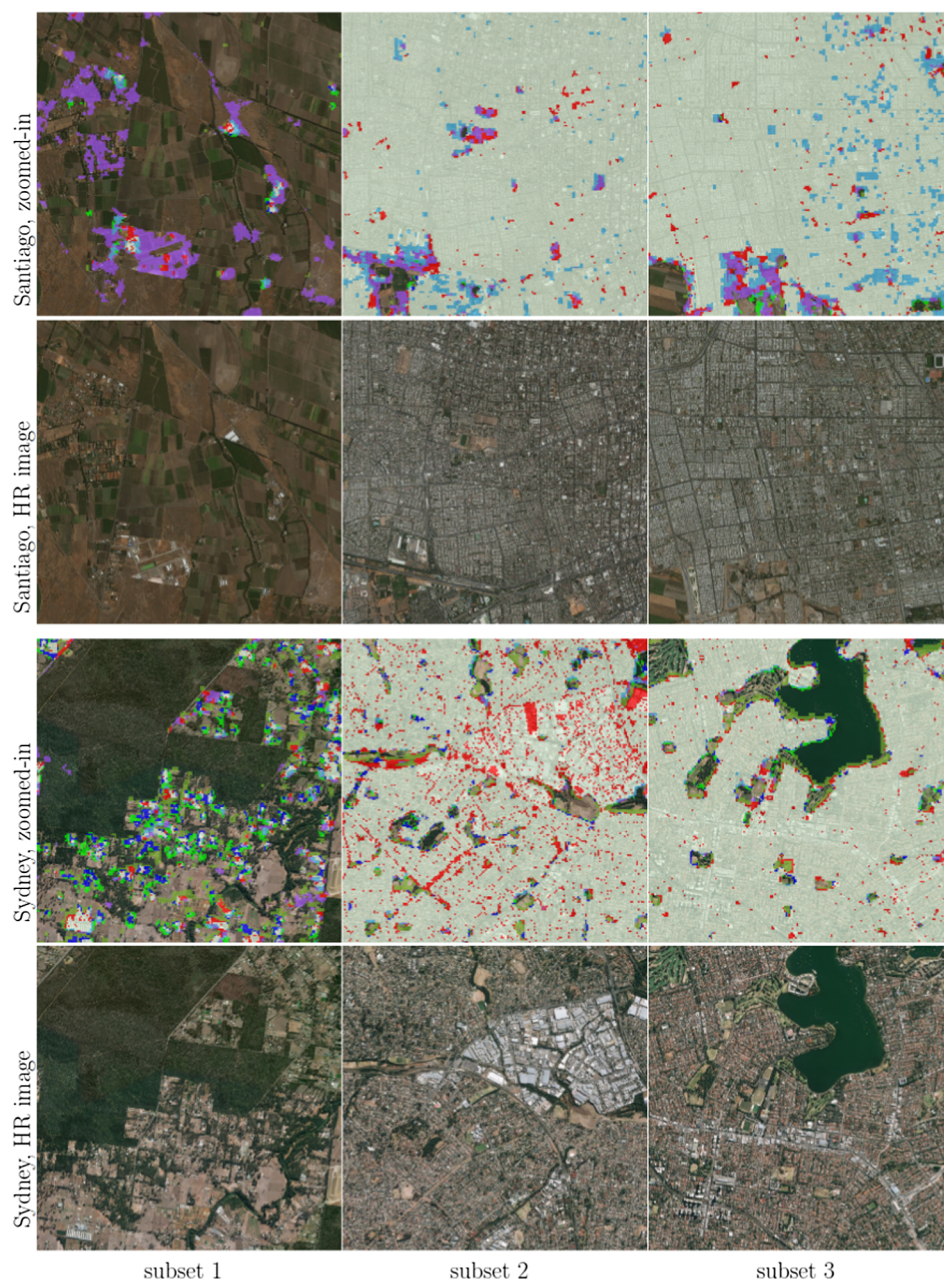 Santiago, zoomed-in
Santiago, HR image
Sydney, zoomed-in
Sydney, HR image
subset 1
subset 2
subset 3